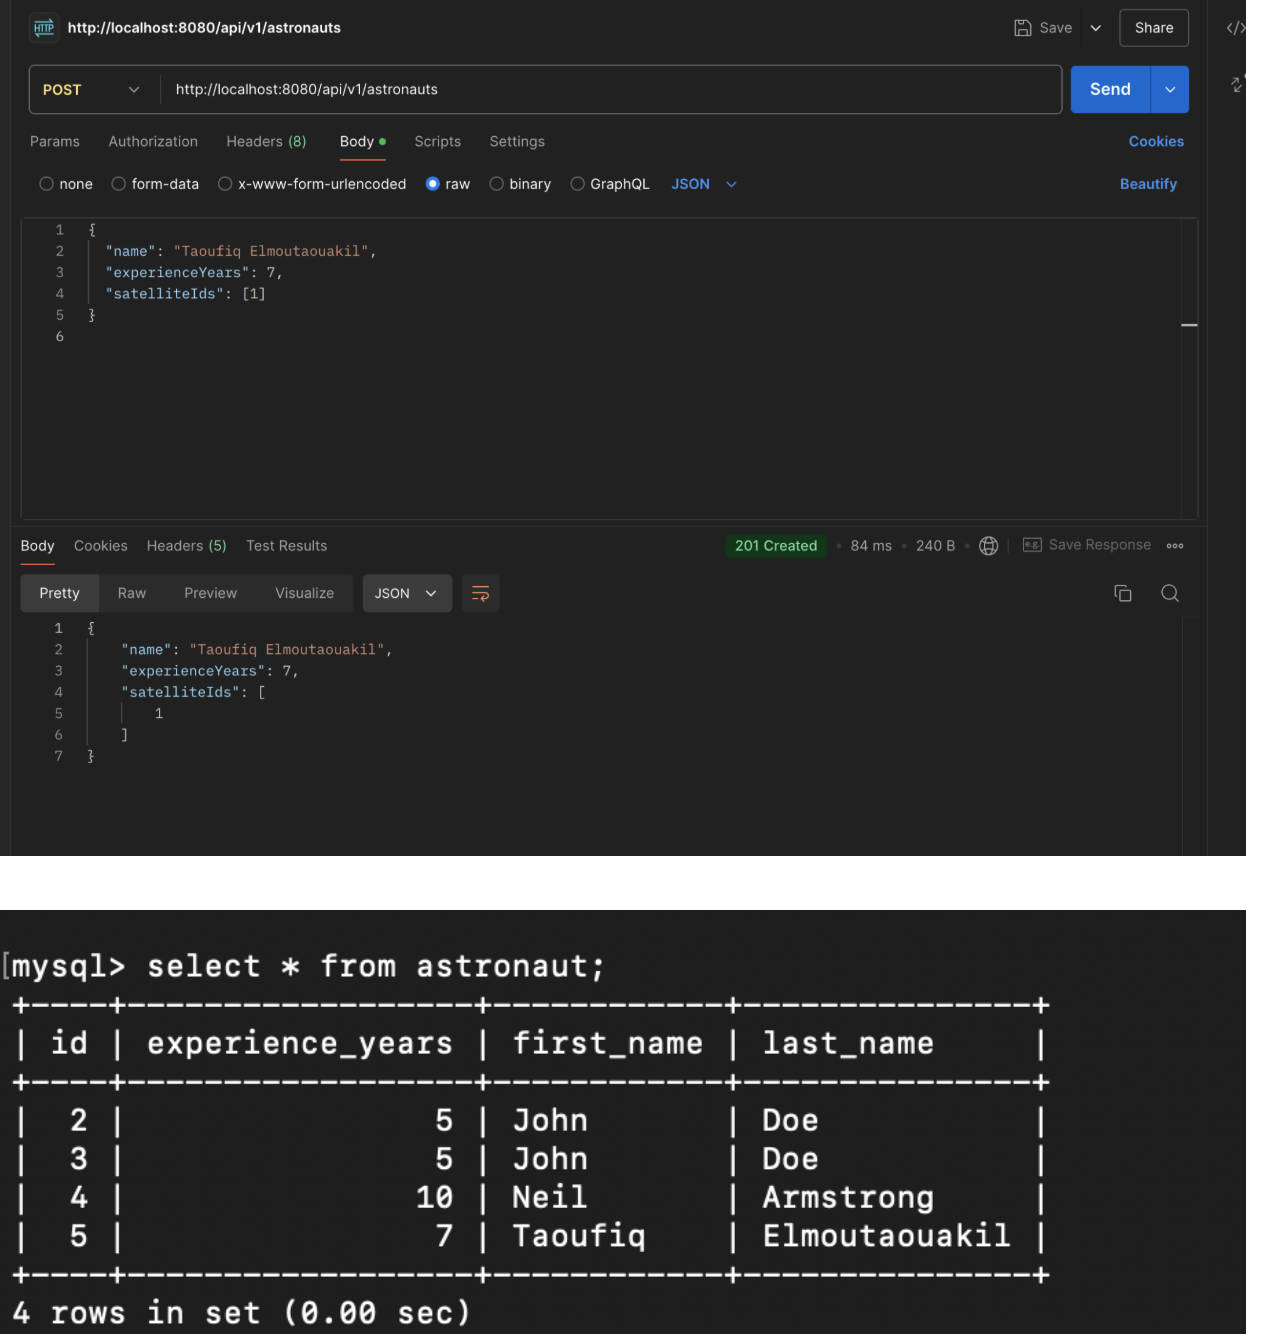 HTTP http://localhost:8080/api/v1/astronauts Save Share </>
POST http://localhost:8080/api/v1/astronauts Send
Params Authorization Headers (8) Body Scripts Settings Cookies
none form-data x-www-form-urlencoded raw binary GraphQL JSON Beautify
1 {
2 "name": "Taoufiq Elmoutaouakil",
3 "experienceYears": 7,
4 "satelliteIds": [1]
5 }
6
Body Cookies Headers (5) Test Results 201 Created 84 ms 240 B e.g. Save Response
Pretty Raw Preview Visualize JSON
1 {
2 "name": "Taoufiq Elmoutaouakil",
3 "experienceYears": 7,
4 "satelliteIds": [
5 1
6 ]
7 }
[mysql> select * from astronaut;
+----+------------------+------------+---------------+
| id | experience_years | first_name | last_name     |
+----+------------------+------------+---------------+
|  2 |                5 | John       | Doe           |
|  3 |                5 | John       | Doe           |
|  4 |               10 | Neil       | Armstrong     |
|  5 |                7 | Taoufiq    | Elmoutaouakil |
+----+------------------+------------+---------------+
4 rows in set (0.00 sec)